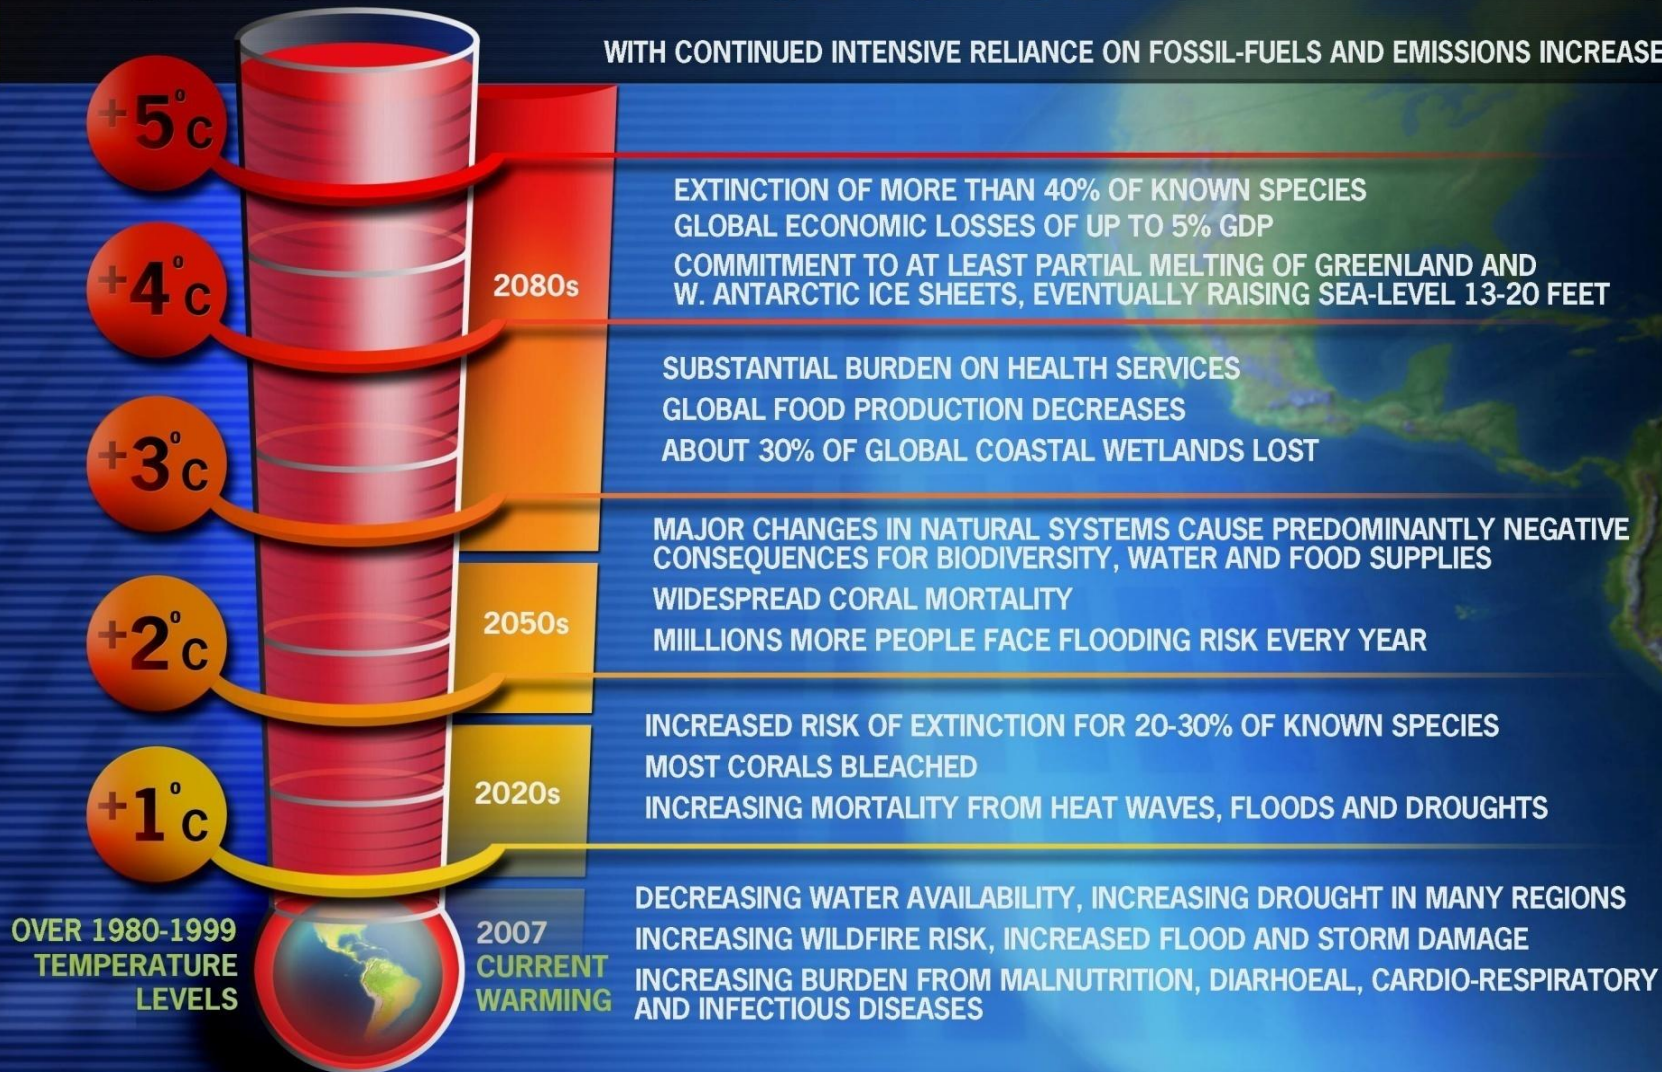 WITH CONTINUED INTENSIVE RELIANCE ON FOSSIL-FUELS AND EMISSIONS INCREASE
+5°C
EXTINCTION OF MORE THAN 40% OF KNOWN SPECIES
GLOBAL ECONOMIC LOSSES OF UP TO 5% GDP
COMMITMENT TO AT LEAST PARTIAL MELTING OF GREENLAND AND
W. ANTARCTIC ICE SHEETS, EVENTUALLY RAISING SEA-LEVEL 13-20 FEET
+4°C
2080s
SUBSTANTIAL BURDEN ON HEALTH SERVICES
GLOBAL FOOD PRODUCTION DECREASES
ABOUT 30% OF GLOBAL COASTAL WETLANDS LOST
+3°C
MAJOR CHANGES IN NATURAL SYSTEMS CAUSE PREDOMINANTLY NEGATIVE
CONSEQUENCES FOR BIODIVERSITY, WATER AND FOOD SUPPLIES
WIDESPREAD CORAL MORTALITY
MIILLIONS MORE PEOPLE FACE FLOODING RISK EVERY YEAR
+2°C
2050s
INCREASED RISK OF EXTINCTION FOR 20-30% OF KNOWN SPECIES
MOST CORALS BLEACHED
INCREASING MORTALITY FROM HEAT WAVES, FLOODS AND DROUGHTS
+1°C
2020s
DECREASING WATER AVAILABILITY, INCREASING DROUGHT IN MANY REGIONS
INCREASING WILDFIRE RISK, INCREASED FLOOD AND STORM DAMAGE
INCREASING BURDEN FROM MALNUTRITION, DIARHOEAL, CARDIO-RESPIRATORY
AND INFECTIOUS DISEASES
OVER 1980-1999
TEMPERATURE
LEVELS
2007
CURRENT
WARMING